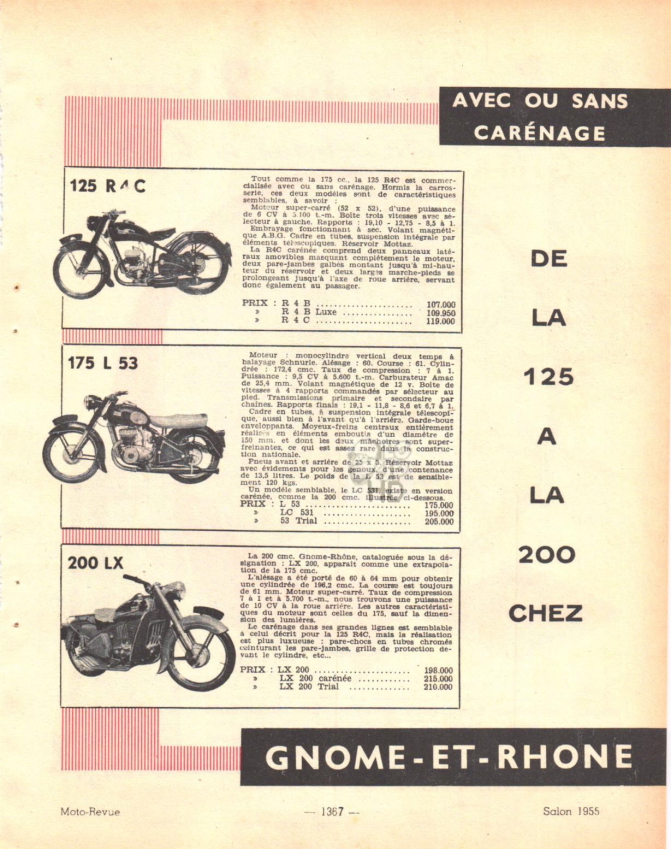 AVEC OU SANS
CARÉNAGE
125 R4C
Tout comme la 175 cc., la 125 R4C est commer-
cialisée avec ou sans carénage. Hormis la carros-
serie, ces deux modèles sont de caractéristiques
semblables, à savoir :
Moteur super-carré (52 x 52), d'une puissance
de 6 CV à 5.100 t.-m. Boîte trois vitesses avec sé-
lecteur à gauche. Rapports : 19,10 - 12,75 - 8,5 à 1.
Embrayage fonctionnant à sec. Volant magnéti-
que A.B.G. Cadre en tubes, suspension intégrale par
éléments télescopiques. Réservoir Mottaz.
La R4C carénée comprend deux panneaux laté-
raux amovibles masquant complètement le moteur,
deux pare-jambes galbés montant jusqu'à mi-hau-
teur du réservoir et deux larges marche-pieds se
prolongeant jusqu'à l'axe de roue arrière, servant
donc également au passager.
PRIX : R 4 B .................... 107.000
» R 4 B Luxe .................... 109.950
» R 4 C .................... 119.000
175 L 53
Moteur : monocylindre vertical deux temps à
balayage Schnurle. Alésage : 60. Course : 61. Cylin-
drée : 172,4 cmc. Taux de compression : 7 à 1.
Puissance : 9,5 CV à 5.600 t.-m. Carburateur Amac
de 25,4 mm. Volant magnétique de 12 v. Boîte de
vitesses à 4 rapports commandés par sélecteur au
pied. Transmissions primaire et secondaire par
chaînes. Rapports finals : 19,1 - 11,8 - 8,6 et 6,7 à 1.
Cadre en tubes, à suspension intégrale télescopi-
que, aussi bien à l'avant qu'à l'arrière. Garde-boue
enveloppants. Moyeux-freins centraux entièrement
réalisés en éléments emboutis d'un diamètre de
150 mm. et dont les deux mâchoires sont super-
freinantes, ce qui est assez rare dans la construc-
tion nationale.
Pneus avant et arrière de 25 x 3. Réservoir Mottaz
avec évidements pour les genoux, d'une contenance
de 13,5 litres. Le poids de la L 53 est de sensible-
ment 120 kgs.
Un modèle semblable, le LC 531 existe en version
carénée, comme la 200 cmc. illustrée ci-dessous.
PRIX : L 53 .................... 175.000
» LC 531 .................... 195.000
» 53 Trial .................... 205.000
200 LX
La 200 cmc. Gnome-Rhône, cataloguée sous la dé-
signation : LX 200, apparaît comme une extrapola-
tion de la 175 cmc.
L'alésage a été porté de 60 à 64 mm pour obtenir
une cylindrée de 196,2 cmc. La course est toujours
de 61 mm. Moteur super-carré. Taux de compression
7 à 1 et à 5.700 t.-m., nous trouvons une puissance
de 10 CV à la roue arrière. Les autres caractéristi-
ques du moteur sont celles du 175, sauf la dimen-
sion des lumières.
Le carénage dans ses grandes lignes est semblable
à celui décrit pour la 125 R4C, mais la réalisation
est plus luxueuse : pare-chocs en tubes chromés
ceinturant les pare-jambes, grille de protection de-
vant le cylindre, etc...
PRIX : LX 200 .................... 198.000
» LX 200 carénée .................... 215.000
» LX 200 Trial .................... 210.000
DE
LA
125
A
LA
200
CHEZ
GNOME-ET-RHONE
Moto-Revue
— 1367 —
Salon 1955